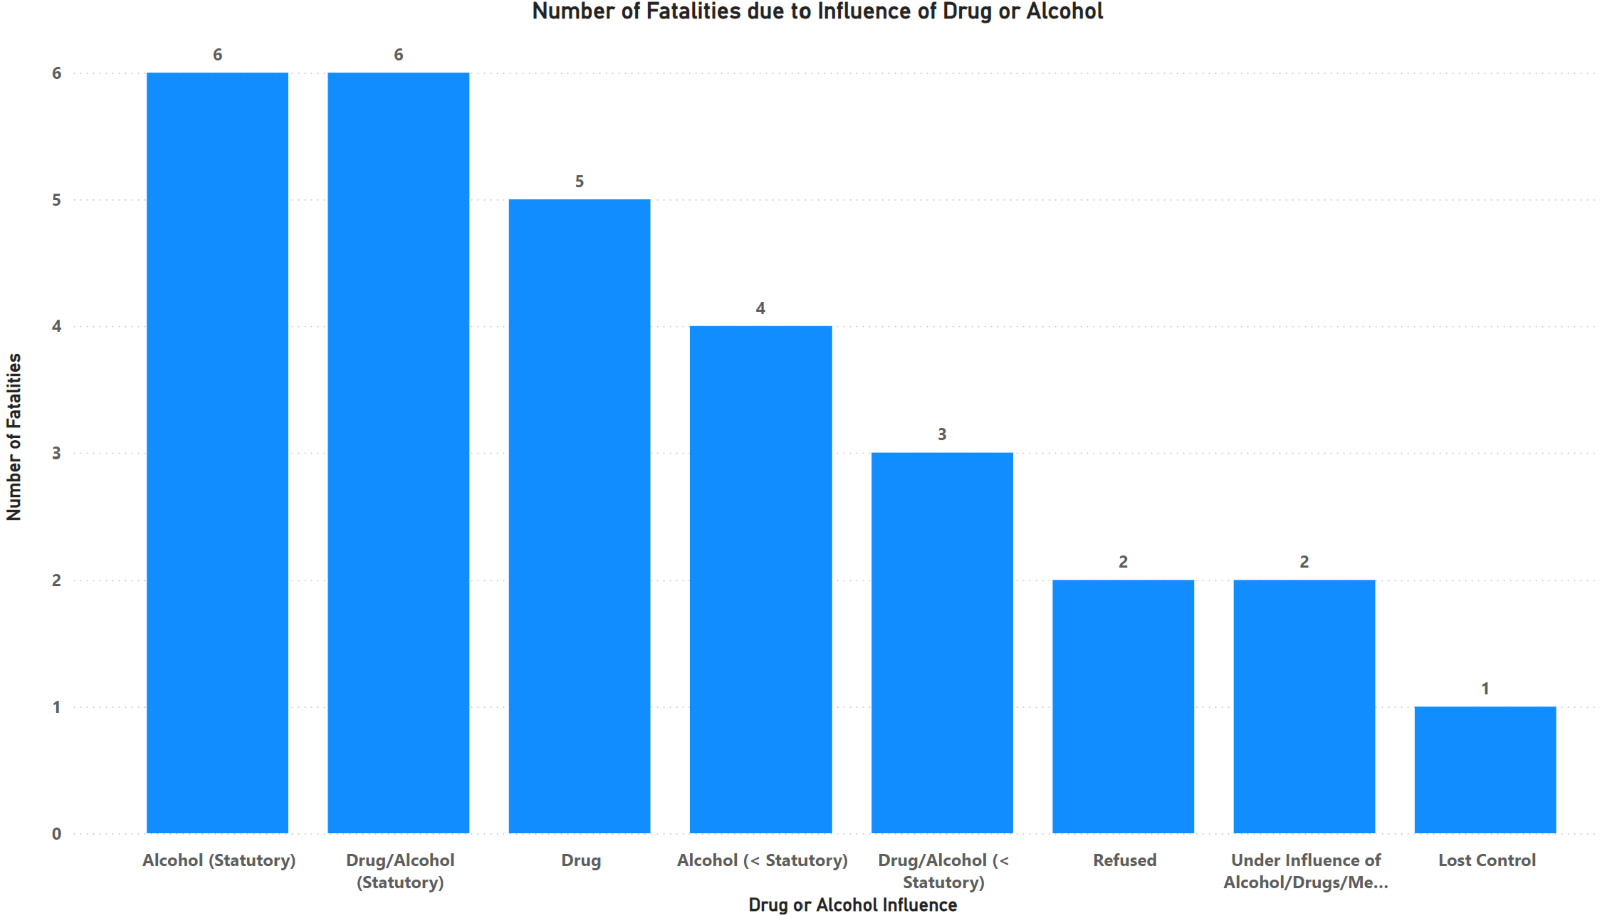 Number of Fatalities due to Influence of Drug or Alcohol
Number of Fatalities
6
5
4
3
2
1
0
6
6
5
4
3
2
2
1
Alcohol (Statutory)
Drug/Alcohol
(Statutory)
Drug
Alcohol (< Statutory)
Drug/Alcohol (<
Statutory)
Refused
Under Influence of
Alcohol/Drugs/Me...
Lost Control
Drug or Alcohol Influence